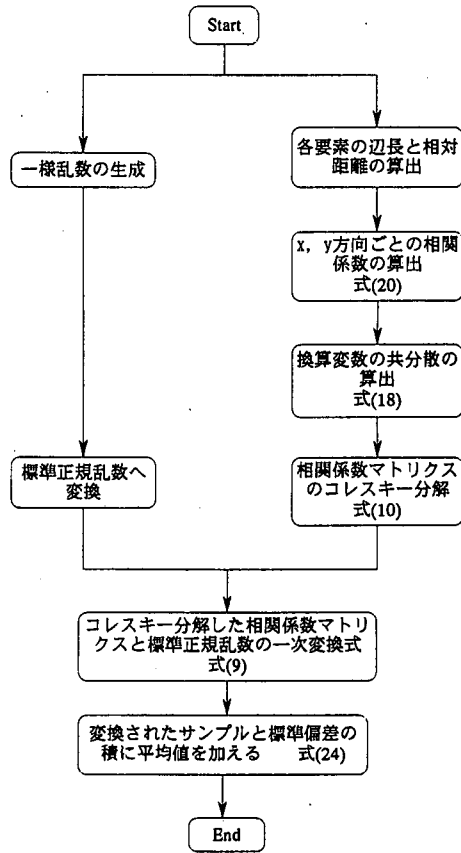 Start
一様乱数の生成
各要素の辺長と相対
距離の算出
x, y方向ごとの相関
係数の算出
式(20)
換算変数の共分散の
算出
式(18)
標準正規乱数へ
変換
相関係数マトリクス
のコレスキー分解
式(10)
コレスキー分解した相関係数マトリ
クスと標準正規乱数の一次変換式
式(9)
変換されたサンプルと標準偏差の
積に平均値を加える 式(24)
End